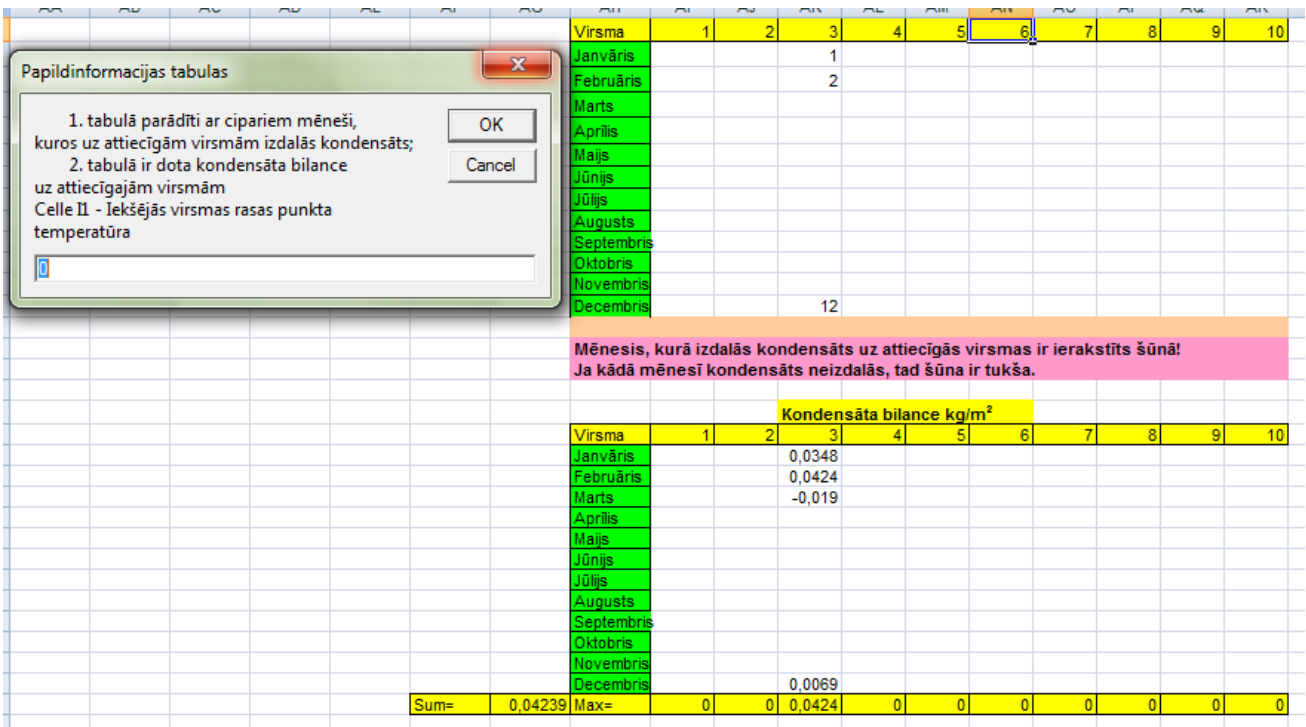 Virsma 1 2 3 4 5 6 7 8 9 10
Janvāris 1
Februāris 2
Marts
Aprīlis
Maijs
Jūnijs
Jūlijs
Augusts
Septembris
Oktobris
Novembris
Decembris 12
Papildinformacijas tabulas
1. tabulā parādīti ar cipariem mēneši,
kuros uz attiecīgām virsmām izdalās kondensāts;
2. tabulā ir dota kondensāta bilance
uz attiecīgajām virsmām
Celle I1 - Iekšējās virsmas rasas punkta
temperatūra
OK
Cancel
0
Mēnesis, kurā izdalās kondensāts uz attiecīgās virsmas ir ierakstīts šūnā!
Ja kādā mēnesī kondensāts neizdalās, tad šūna ir tukša.
Kondensāta bilance kg/m²
Virsma 1 2 3 4 5 6 7 8 9 10
Janvāris 0,0348
Februāris 0,0424
Marts -0,019
Aprīlis
Maijs
Jūnijs
Jūlijs
Augusts
Septembris
Oktobris
Novembris
Decembris 0,0069
Sum= 0,04239 Max= 0 0 0,0424 0 0 0 0 0 0 0